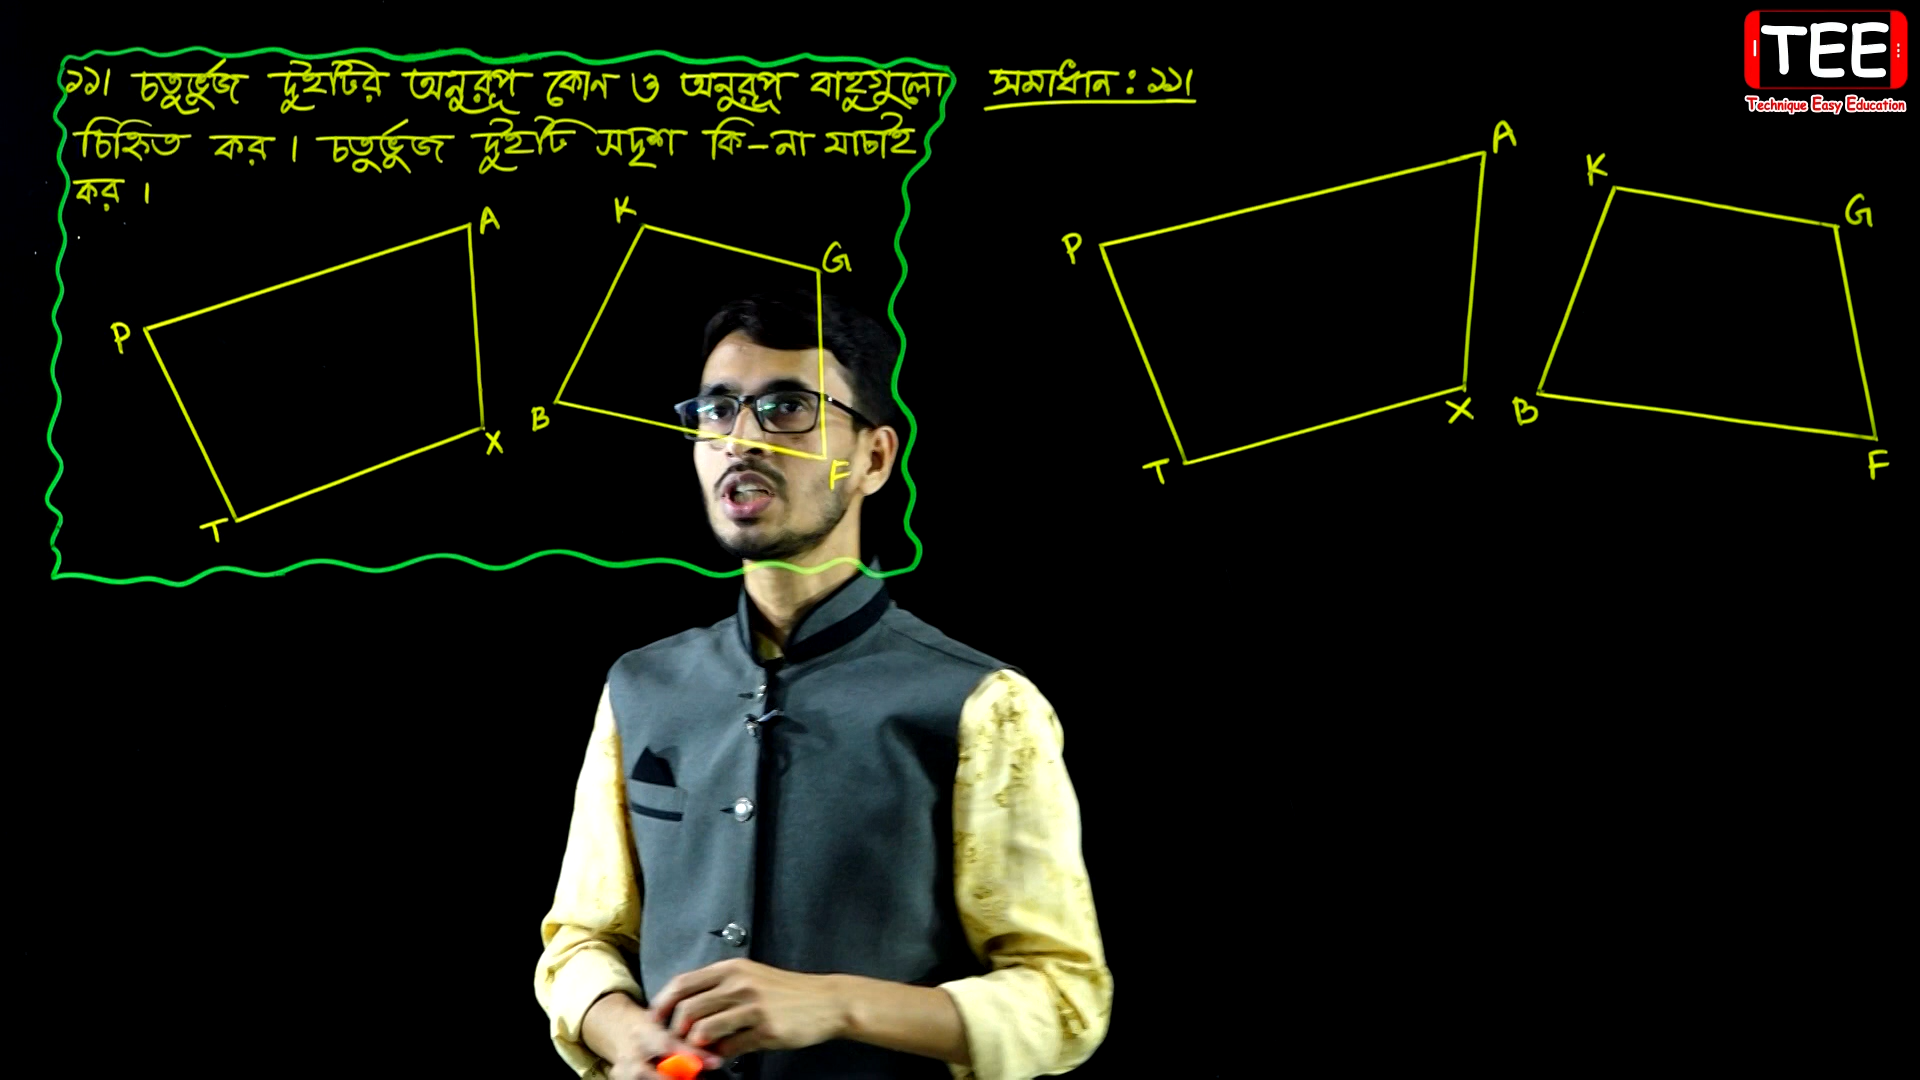 ১১। চতুর্ভুজ দুইটির অনুরূপ কোণ ও অনুরূপ বাহুগুলো
চিহ্নিত কর। চতুর্ভুজ দুইটি সদৃশ কি-না যাচাই
কর।
A
P
X
T
K
G
B
F
সমাধান : ১১।
A
P
X
T
K
G
B
F
TEE
Technique Easy Education